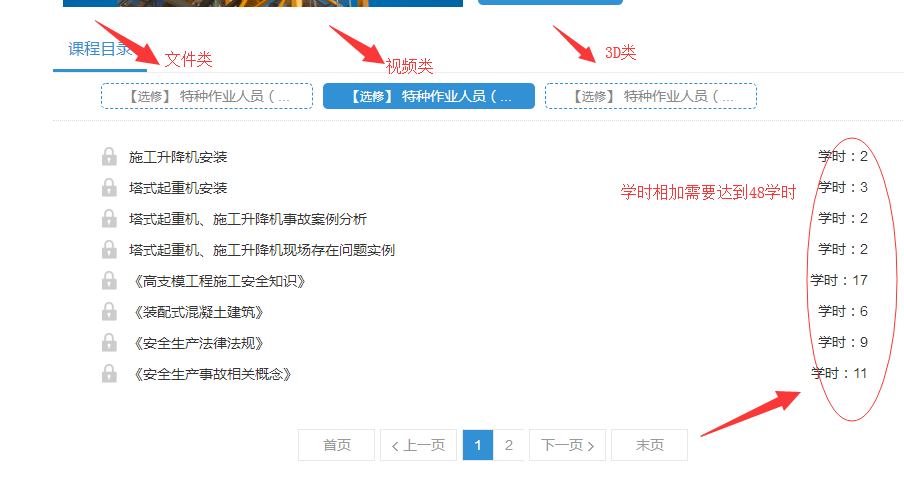 课程目录
文件类
视频类
3D类
【选修】 特种作业人员（...
【选修】 特种作业人员（...
【选修】 特种作业人员（...
施工升降机安装 学时：2
塔式起重机安装 学时：3
学时相加需要达到48学时
塔式起重机、施工升降机事故案例分析 学时：2
塔式起重机、施工升降机现场存在问题实例 学时：2
《高支模工程施工安全知识》 学时：17
《装配式混凝土建筑》 学时：6
《安全生产法律法规》 学时：9
《安全生产事故相关概念》 学时：11
首页 上一页 1 2 下一页 末页